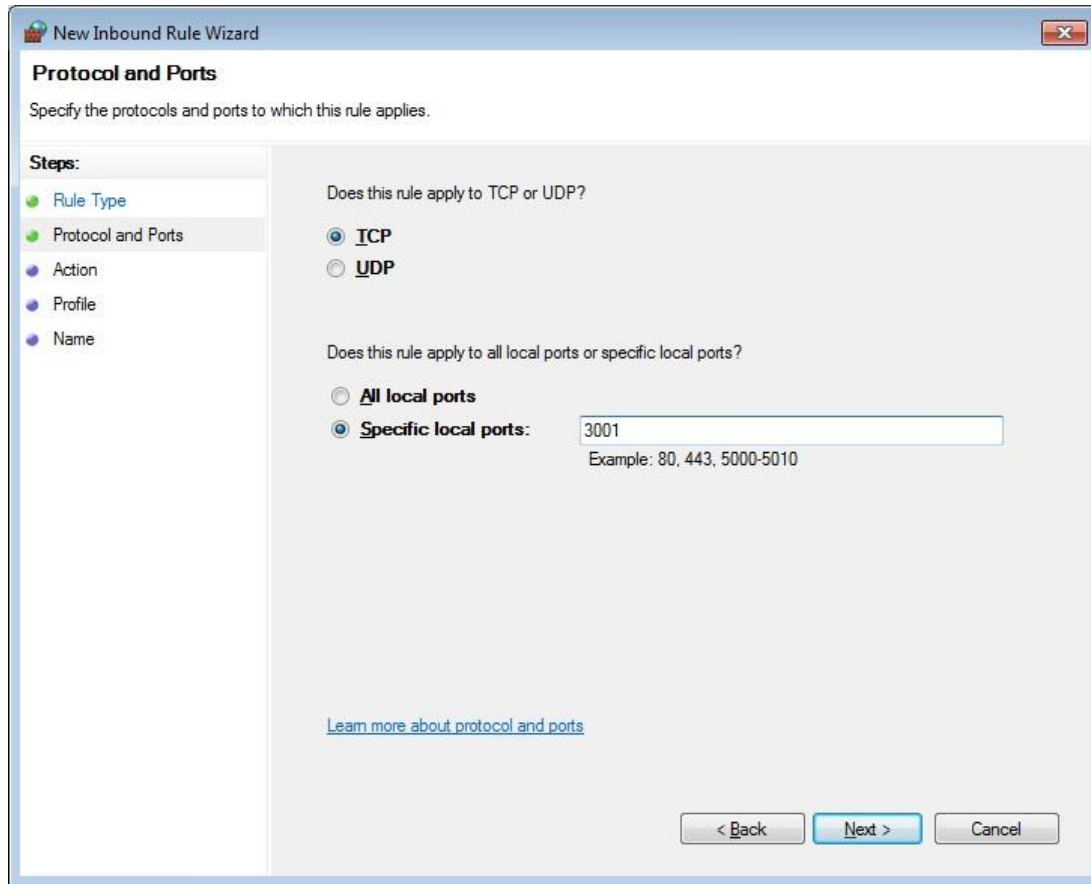 New Inbound Rule Wizard
Protocol and Ports
Specify the protocols and ports to which this rule applies.
Steps:
Rule Type
Protocol and Ports
Action
Profile
Name
Does this rule apply to TCP or UDP?
TCP
UDP
Does this rule apply to all local ports or specific local ports?
All local ports
Specific local ports: 3001
Example: 80, 443, 5000-5010
Learn more about protocol and ports
< Back Next > Cancel